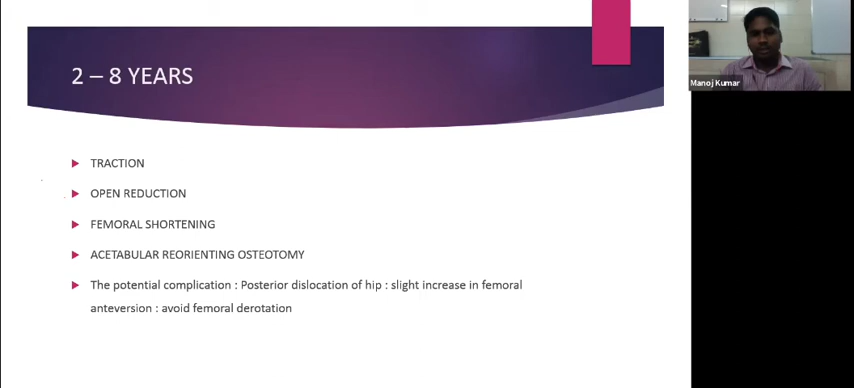 2 – 8 YEARS
TRACTION
OPEN REDUCTION
FEMORAL SHORTENING
ACETABULAR REORIENTING OSTEOTOMY
The potential complication : Posterior dislocation of hip : slight increase in femoral
anteversion : avoid femoral derotation
Manoj Kumar